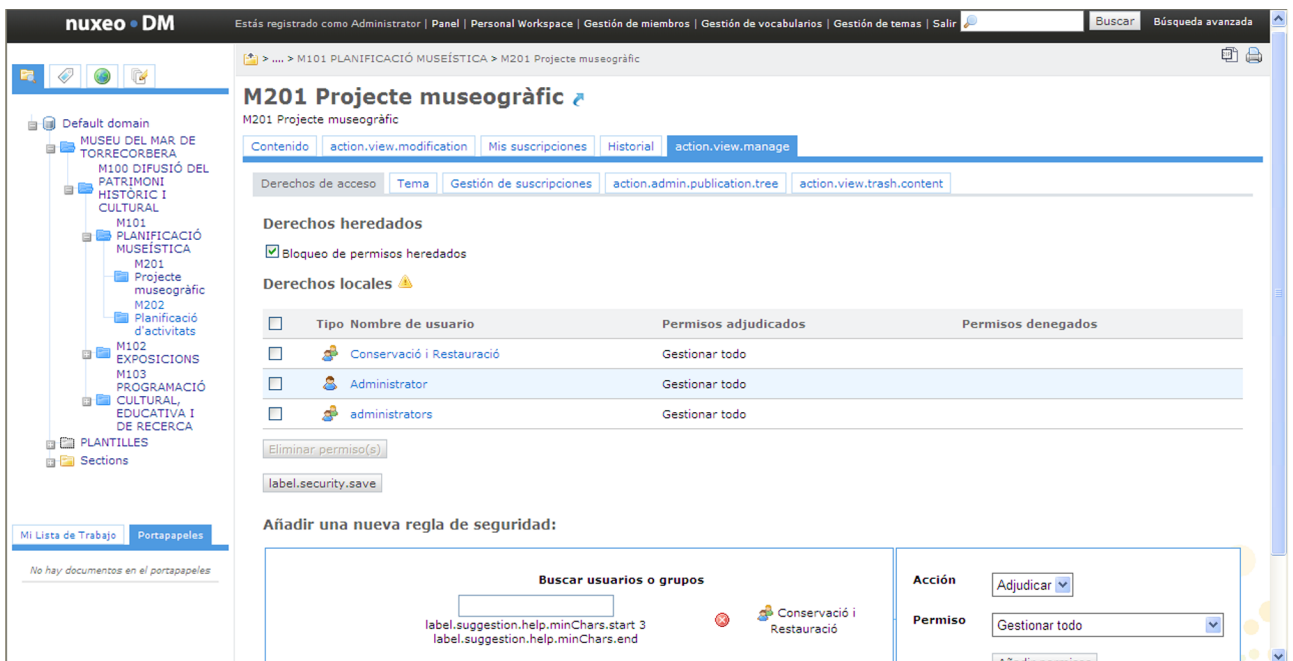 nuxeo DM
Estás registrado como Administrator | Panel | Personal Workspace | Gestión de miembros | Gestión de vocabularios | Gestión de temas | Salir
Buscar
Búsqueda avanzada
> .... > M101 PLANIFICACIÓ MUSEÍSTICA > M201 Projecte museogràfic
M201 Projecte museogràfic
M201 Projecte museogràfic
Contenido
action.view.modification
Mis suscripciones
Historial
action.view.manage
Derechos de acceso
Tema
Gestión de suscripciones
action.admin.publication.tree
action.view.trash.content
Default domain
MUSEU DEL MAR DE
TORRECORBERA
M100 DIFUSIÓ DEL
PATRIMONI
HISTÒRIC I
CULTURAL
M101
PLANIFICACIÓ
MUSEÍSTICA
M201
Projecte
museogràfic
M202
Planificació
d'activitats
M102
EXPOSICIONS
M103
PROGRAMACIÓ
CULTURAL,
EDUCATIVA I
DE RECERCA
PLANTILLES
Sections
Mi Lista de Trabajo
Portapapeles
No hay documentos en el portapapeles
Derechos heredados
Bloqueo de permisos heredados
Derechos locales
Tipo Nombre de usuario Permisos adjudicados Permisos denegados
Conservació i Restauració Gestionar todo
Administrator Gestionar todo
administrators Gestionar todo
Eliminar permiso(s)
label.security.save
Añadir una nueva regla de seguridad:
Buscar usuarios o grupos
label.suggestion.help.minChars.start 3
label.suggestion.help.minChars.end
Conservació i
Restauració
Acción
Adjudicar
Permiso
Gestionar todo